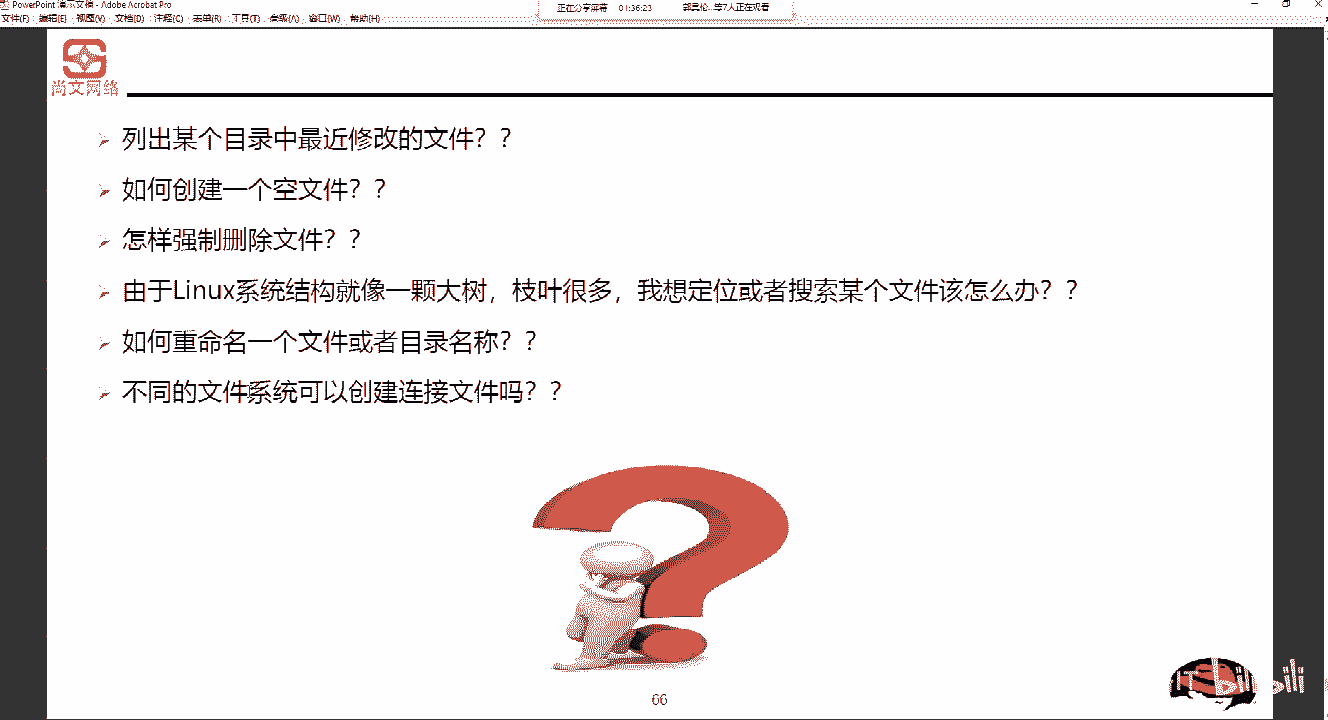 PowerPoint 演示文稿 - Adobe Acrobat Pro
正在分享屏幕 01:36:23 郭具伦...等7人正在观看
文件(F) 编辑(E) 视图(V) 文档(D) 注释(C) 表单(R) 工具(T) 高级(A) 窗口(W) 帮助(H)
尚文网络
列出某个目录中最近修改的文件？？
如何创建一个空文件？？
怎样强制删除文件？？
由于Linux系统结构就像一颗大树，枝叶很多，我想定位或者搜索某个文件该怎么办？？
如何重命名一个文件或者目录名称？？
不同的文件系统可以创建连接文件吗？？
66
bilibili